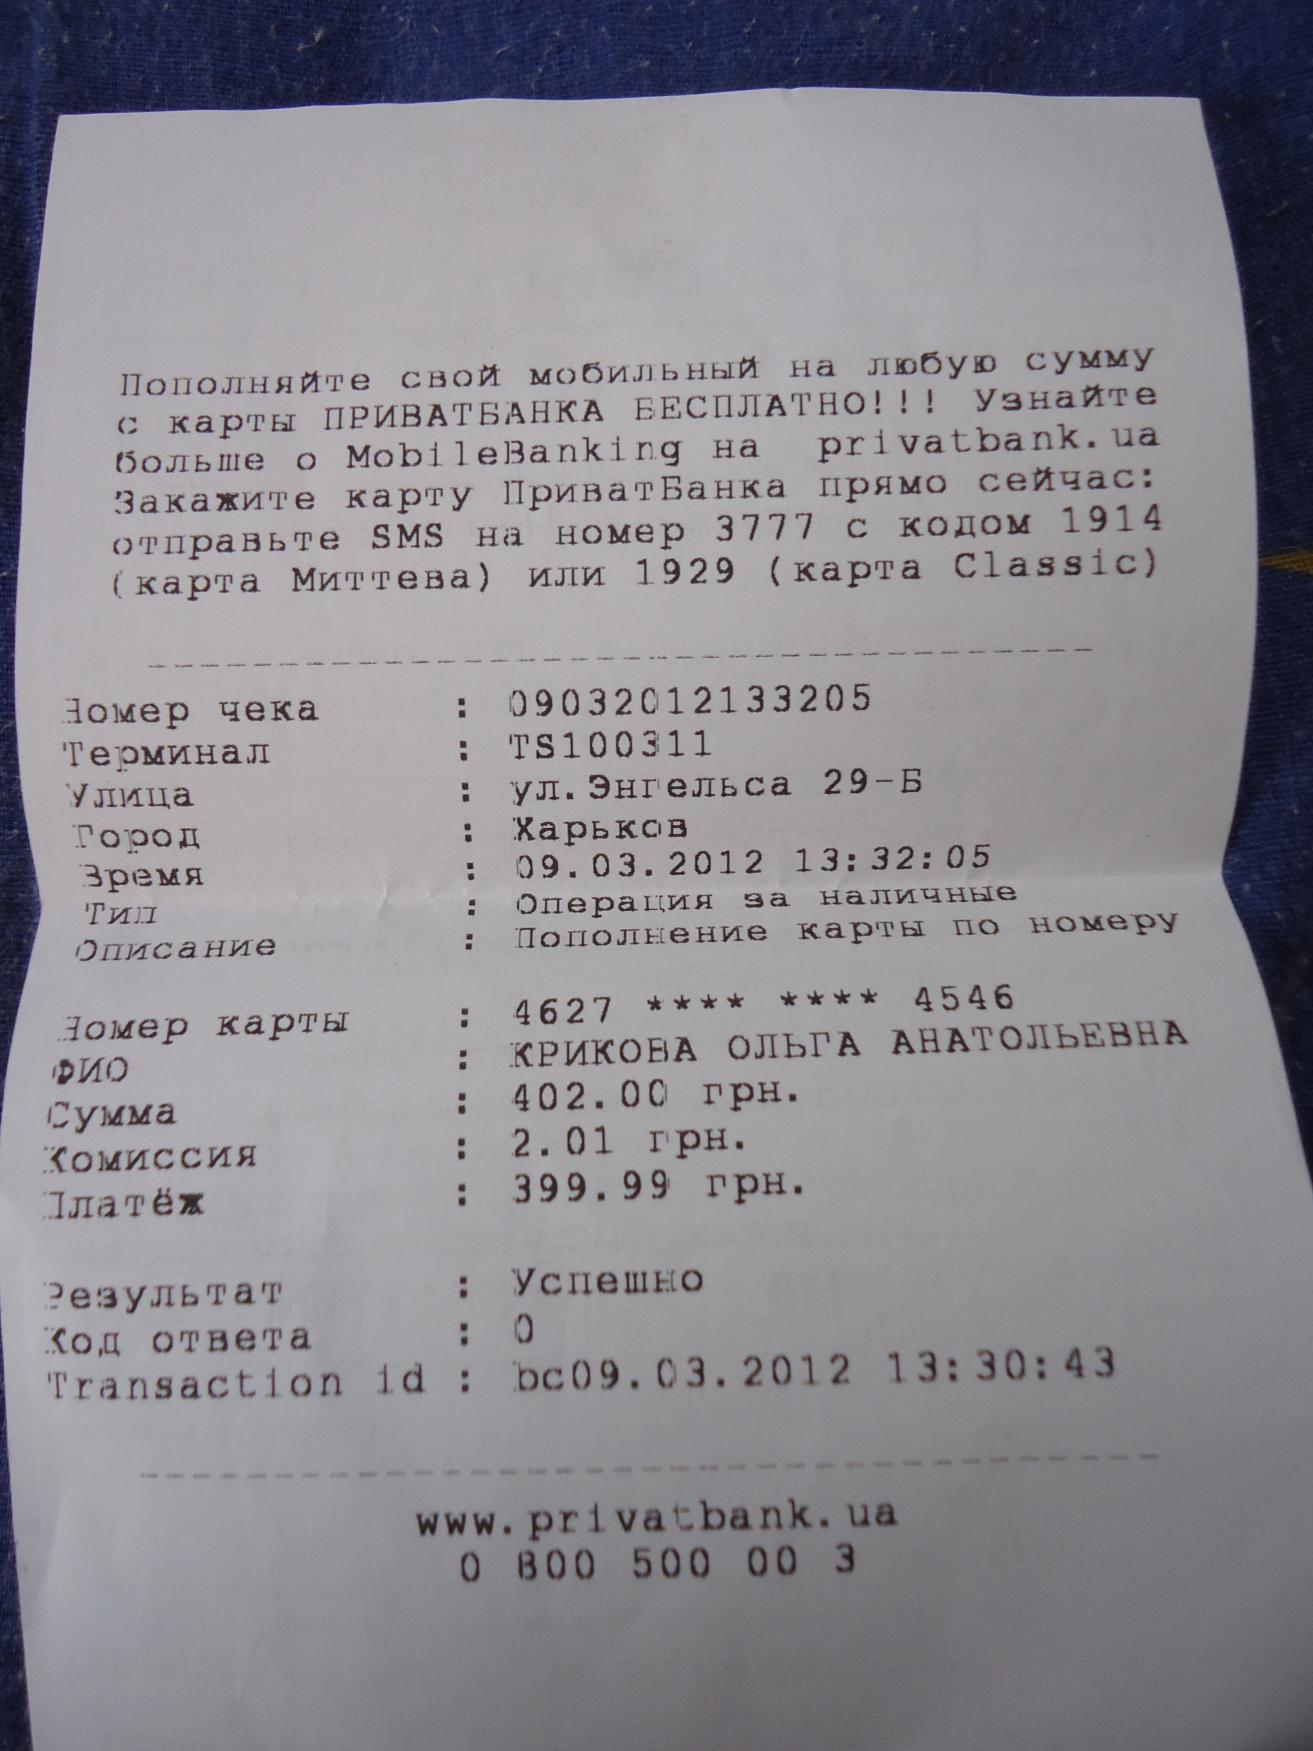 Пополняйте свой мобильный на любую сумму
с карты ПРИВАТБАНКА БЕСПЛАТНО!!! Узнайте
больше о MobileBanking на privatbank.ua
Закажите карту ПриватБанка прямо сейчас:
отправьте SMS на номер 3777 с кодом 1914
(карта Миттева) или 1929 (карта Classic)
Номер чека : 09032012133205
Терминал : TS100311
Улица : ул.Энгельса 29-Б
Город : Харьков
Время : 09.03.2012 13:32:05
Тип : Операция за наличные
Описание : Пополнение карты по номеру
Номер карты : 4627 **** **** 4546
ФИО : КРИКОВА ОЛЬГА АНАТОЛЬЕВНА
Сумма : 402.00 грн.
Комиссия : 2.01 грн.
Платёж : 399.99 грн.
Результат : Успешно
Код ответа : 0
Transaction id : bc09.03.2012 13:30:43
www.privatbank.ua
0 800 500 00 3